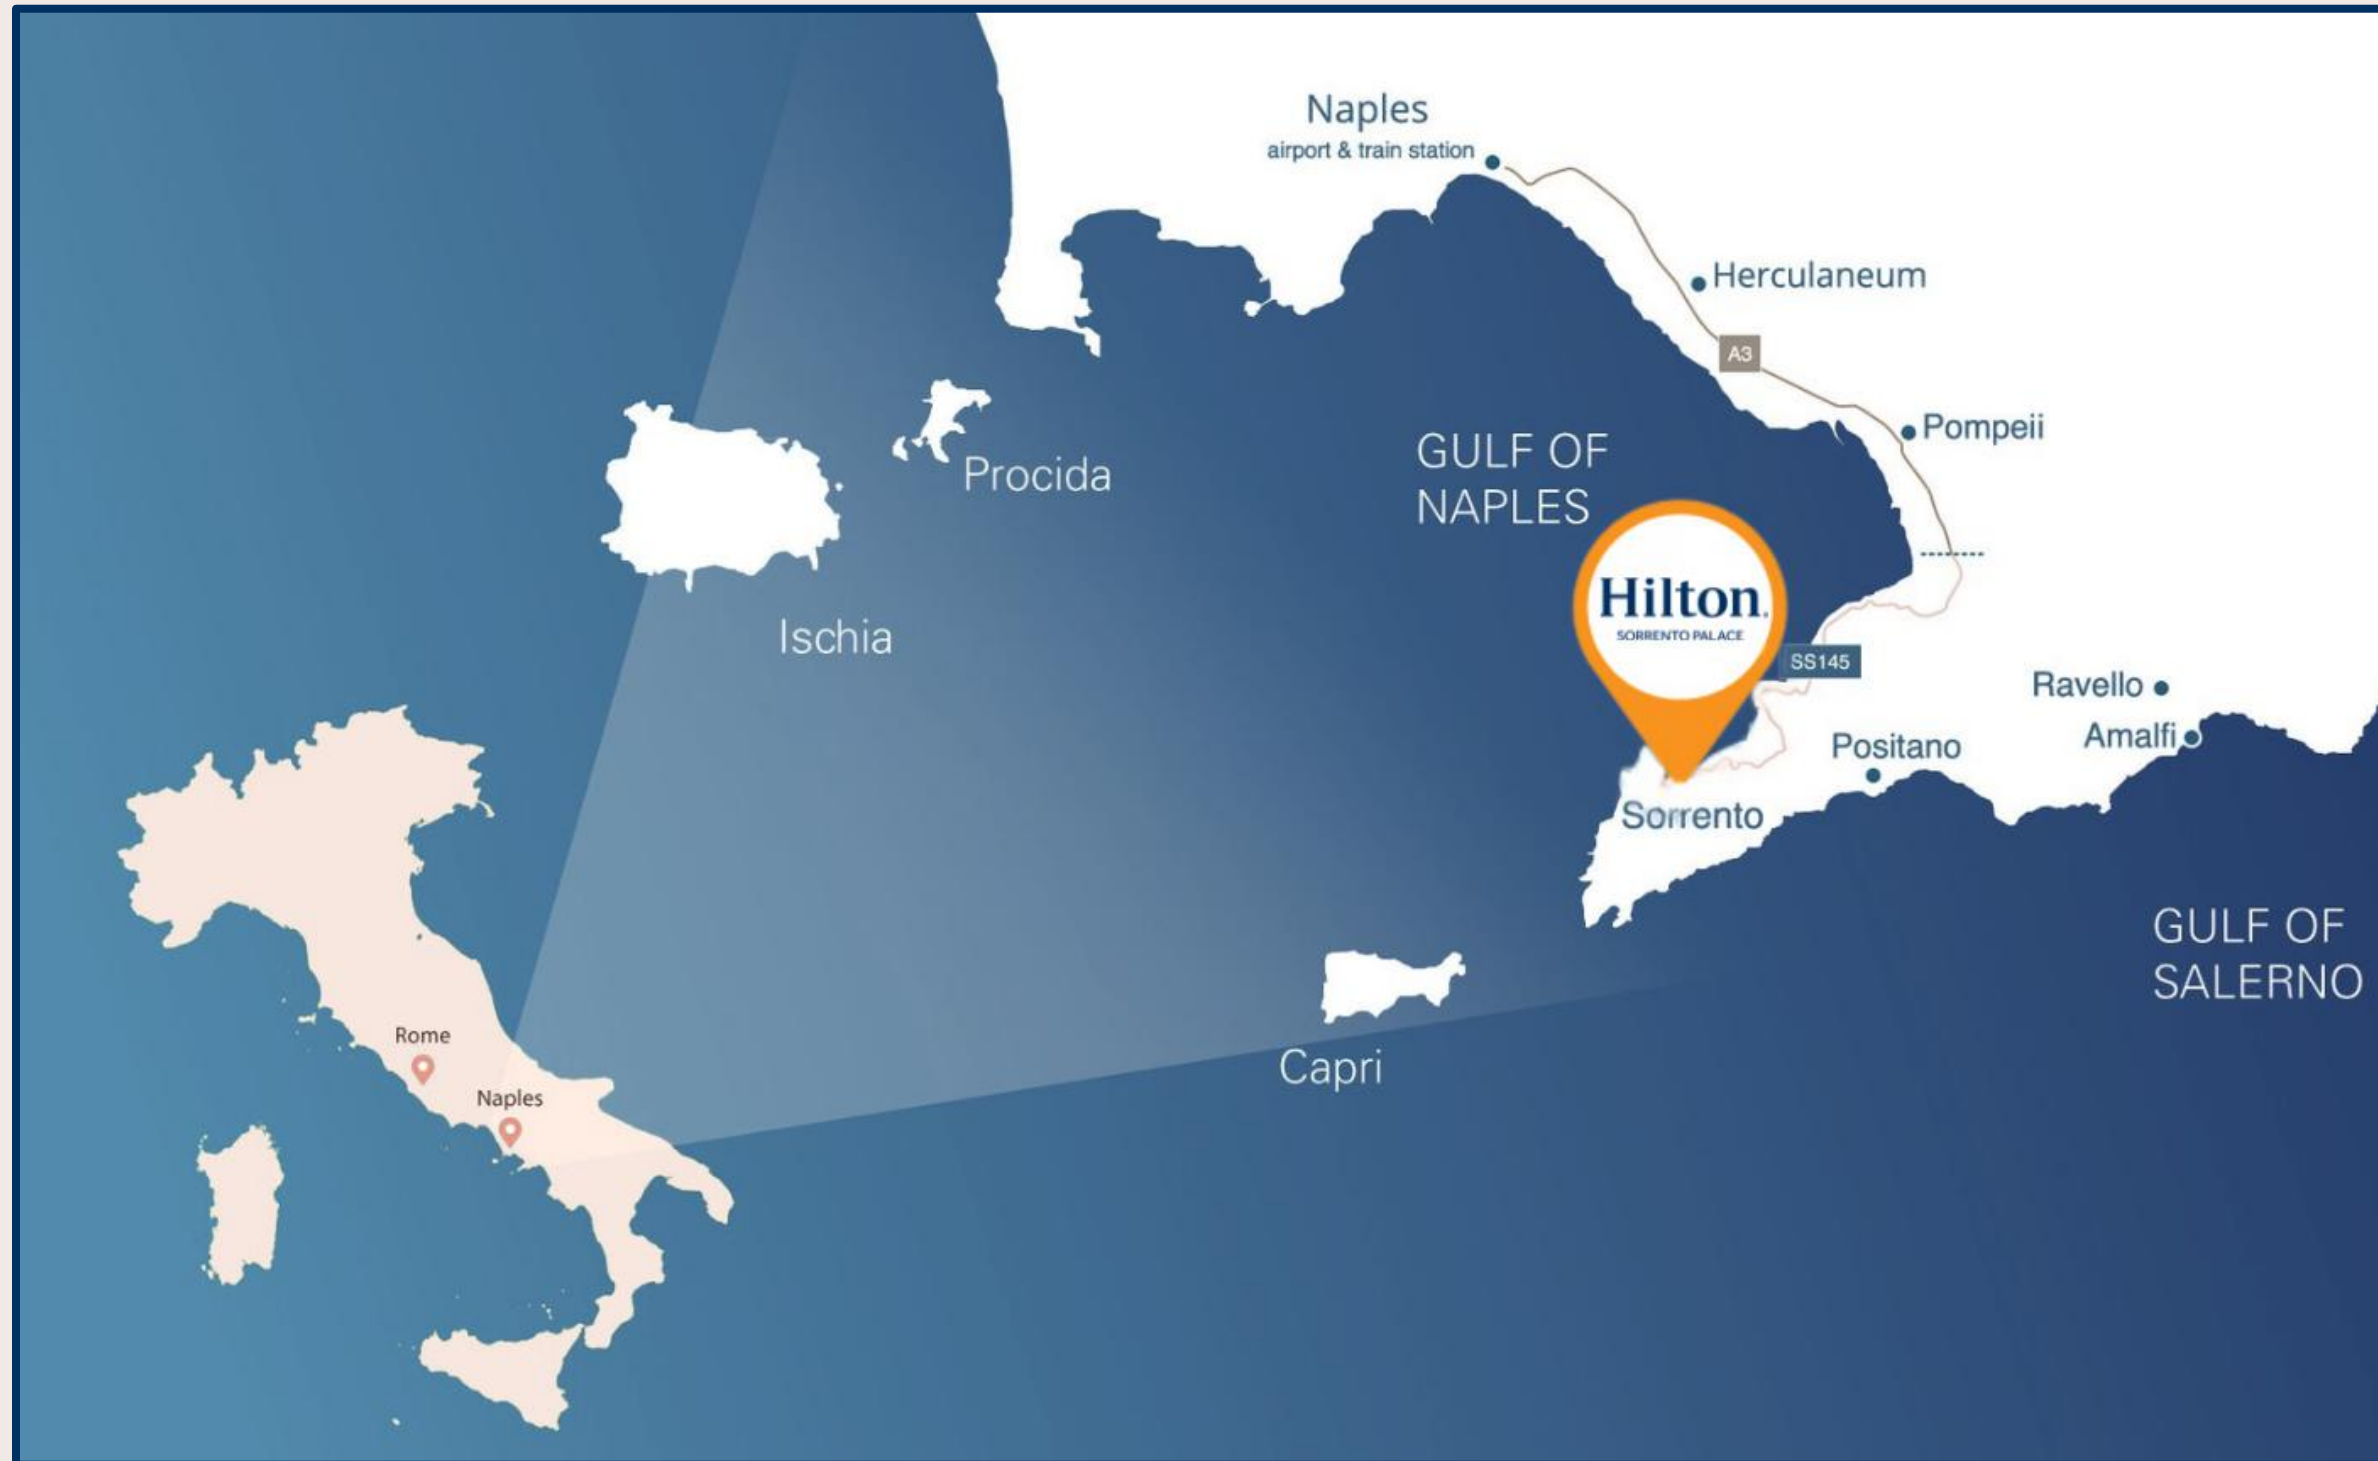 Naples
airport & train station
Herculaneum
A3
Pompeii
GULF OF
NAPLES
Procida
Ischia
Hilton.
SORRENTO PALACE
SS145
Ravello
Amalfi
Positano
Sorrento
GULF OF
SALERNO
Capri
Rome
Naples